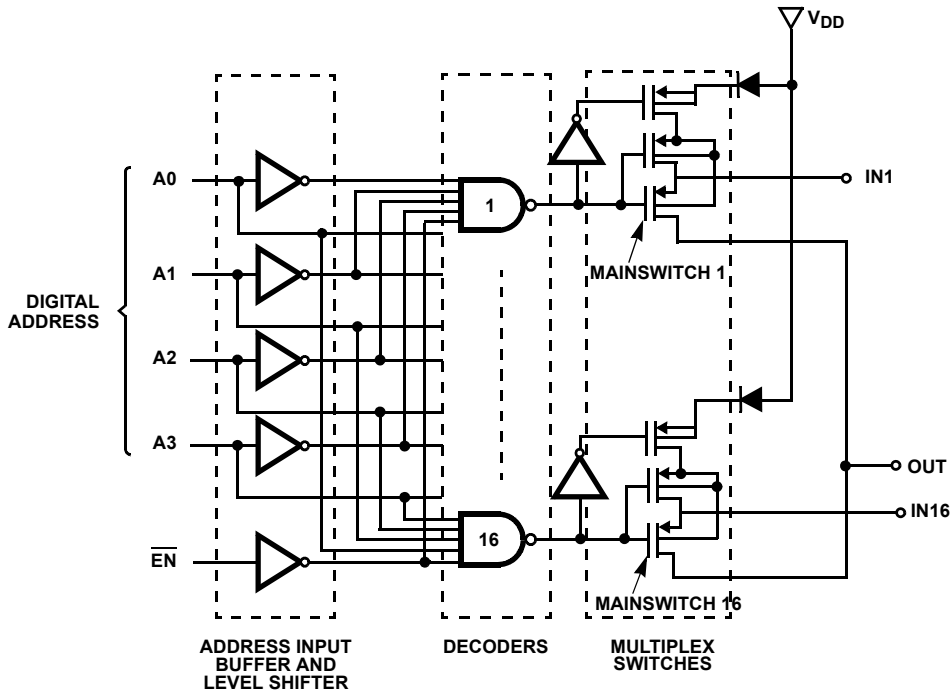 VDD
A0
1
IN1
A1
MAINSWITCH 1
DIGITAL
ADDRESS
A2
A3
OUT
IN16
16
EN
MAINSWITCH 16
ADDRESS INPUT
BUFFER AND
LEVEL SHIFTER
DECODERS
MULTIPLEX
SWITCHES